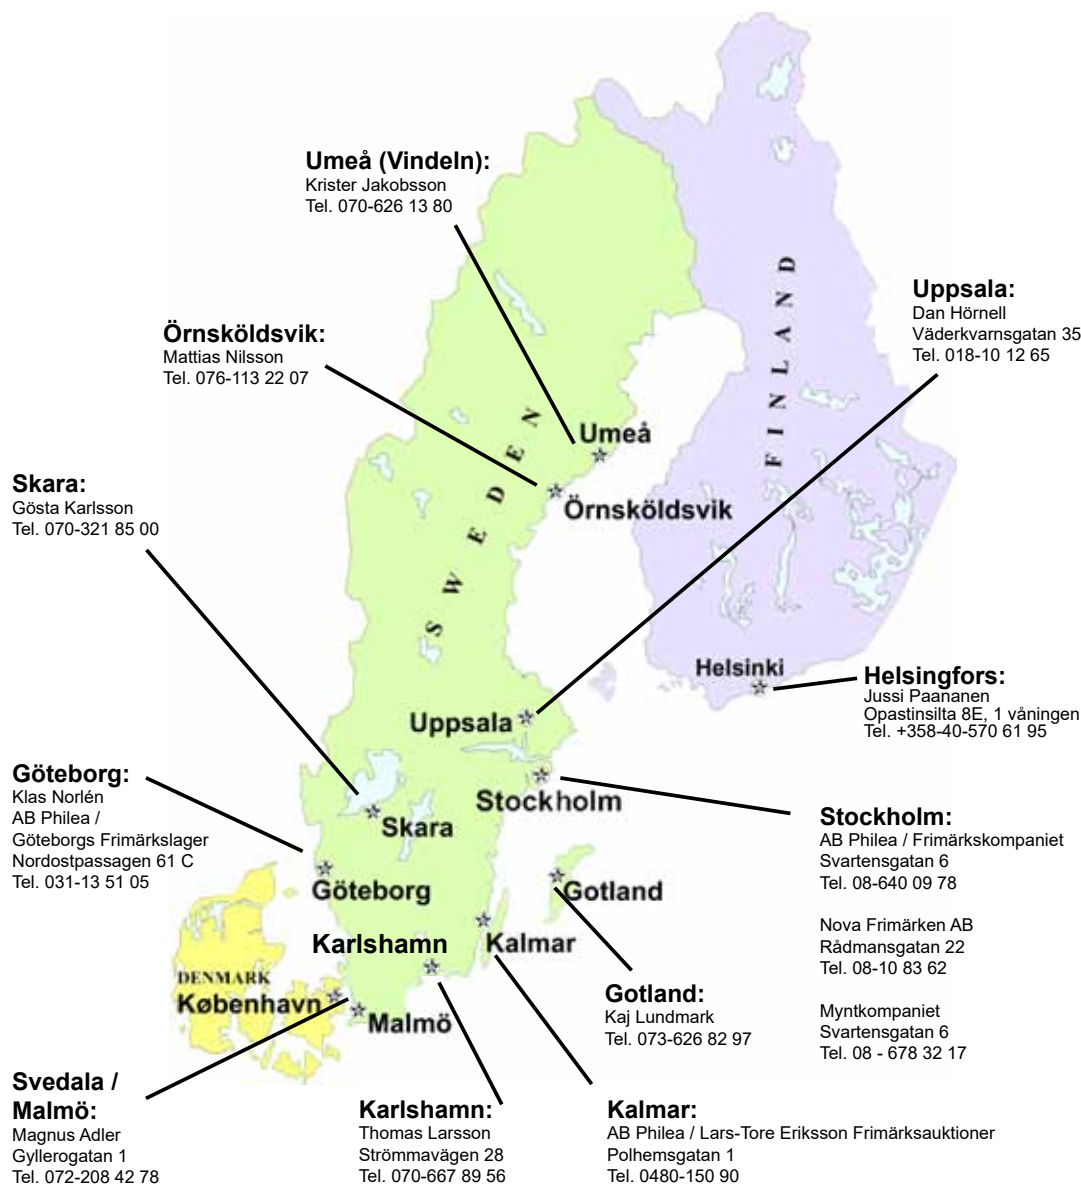 Umeå (Vindeln):
Krister Jakobsson
Tel. 070-626 13 80
Uppsala:
Dan Hörnell
Väderkvarnsgatan 35
Tel. 018-10 12 65
Örnsköldsvik:
Mattias Nilsson
Tel. 076-113 22 07
FINLAND
SWEDEN
Umeå
Örnsköldsvik
Skara:
Gösta Karlsson
Tel. 070-321 85 00
Helsinki
Helsingfors:
Jussi Paananen
Opastinsilta 8E, 1 våningen
Tel. +358-40-570 61 95
Uppsala
Stockholm
Skara
Göteborg:
Klas Norlén
AB Philea /
Göteborgs Frimärkslager
Nordostpassagen 61 C
Tel. 031-13 51 05
Stockholm:
AB Philea / Frimärkskompaniet
Svartensgatan 6
Tel. 08-640 09 78
Nova Frimärken AB
Rådmansgatan 22
Tel. 08-10 83 62
Myntkompaniet
Svartensgatan 6
Tel. 08 - 678 32 17
Göteborg
Gotland
Karlshamn
Kalmar
DENMARK
København
Malmö
Gotland:
Kaj Lundmark
Tel. 073-626 82 97
Svedala /
Malmö:
Magnus Adler
Gyllerogatan 1
Tel. 072-208 42 78
Karlshamn:
Thomas Larsson
Strömmavägen 28
Tel. 070-667 89 56
Kalmar:
AB Philea / Lars-Tore Eriksson Frimärksauktioner
Polhemsgatan 1
Tel. 0480-150 90